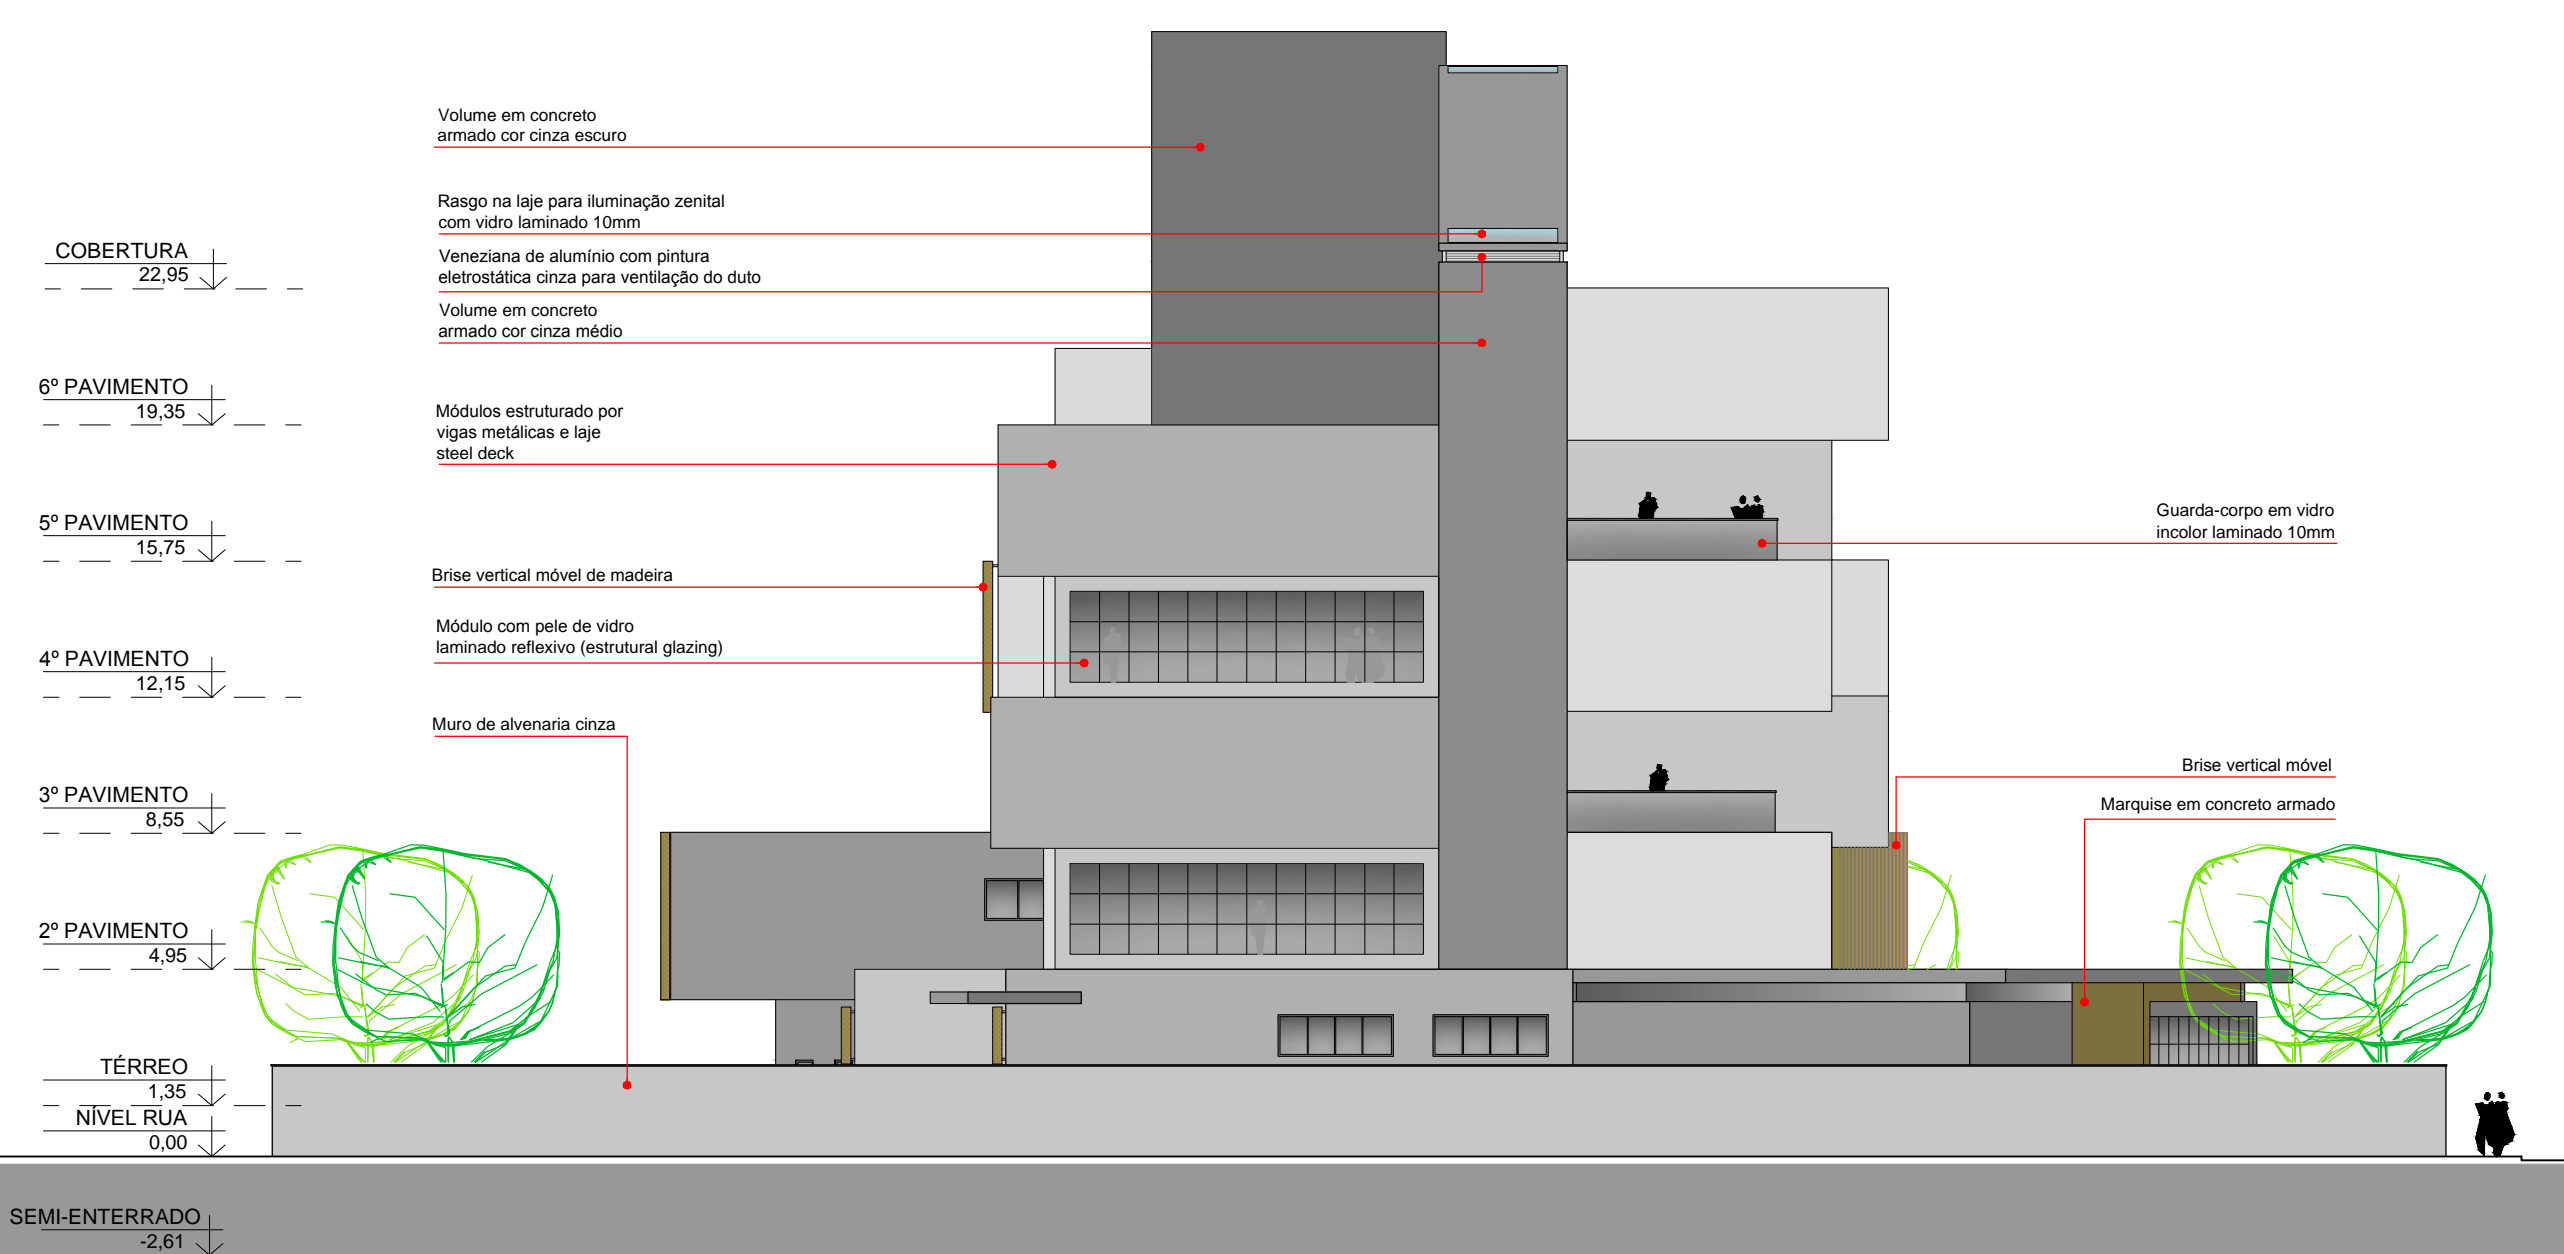 Volume em concreto
armado cor cinza escuro
Rasgo na laje para iluminação zenital
com vidro laminado 10mm
Veneziana de alumínio com pintura
eletrostática cinza para ventilação do duto
Volume em concreto
armado cor cinza médio
Módulos estruturado por
vigas metálicas e laje
steel deck
Brise vertical móvel de madeira
Módulo com pele de vidro
laminado reflexivo (estrutural glazing)
Muro de alvenaria cinza
COBERTURA
22,95
6º PAVIMENTO
19,35
5º PAVIMENTO
15,75
4º PAVIMENTO
12,15
3º PAVIMENTO
8,55
2º PAVIMENTO
4,95
TÉRREO
1,35
NÍVEL RUA
0,00
SEMI-ENTERRADO
-2,61
Guarda-corpo em vidro
incolor laminado 10mm
Brise vertical móvel
Marquise em concreto armado